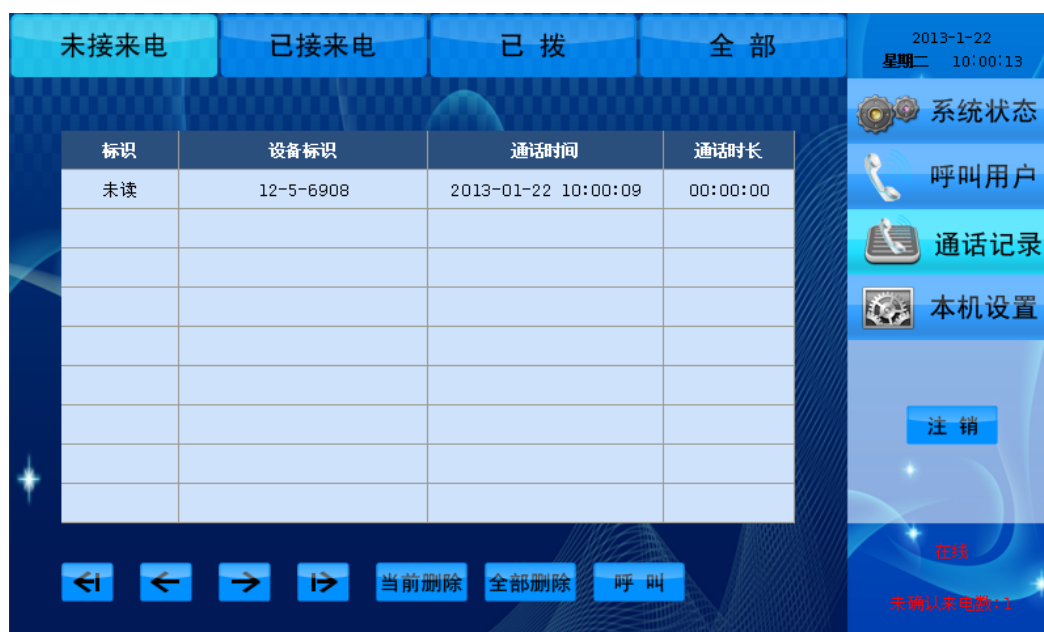 未接来电 已接来电 已 拨 全 部
2013-1-22
星期二 10:00:13
系统状态
呼叫用户
通话记录
本机设置
注 销
在线
未确认来电数:1
标识 设备标识 通话时间 通话时长
未读 12-5-6908 2013-01-22 10:00:09 00:00:00
当前删除 全部删除 呼 叫